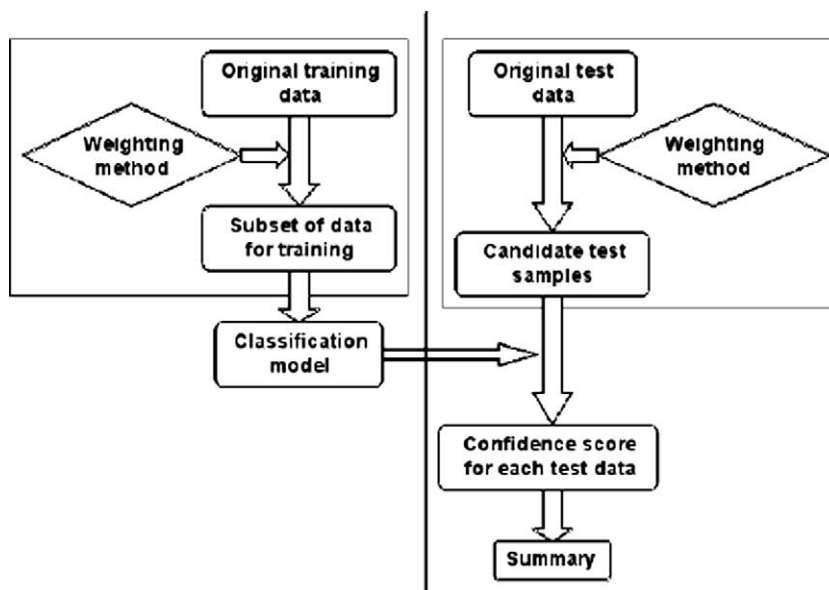 Original training
data
Weighting
method
Subset of data
for training
Classification
model
Original test
data
Weighting
method
Candidate test
samples
Confidence score
for each test data
Summary